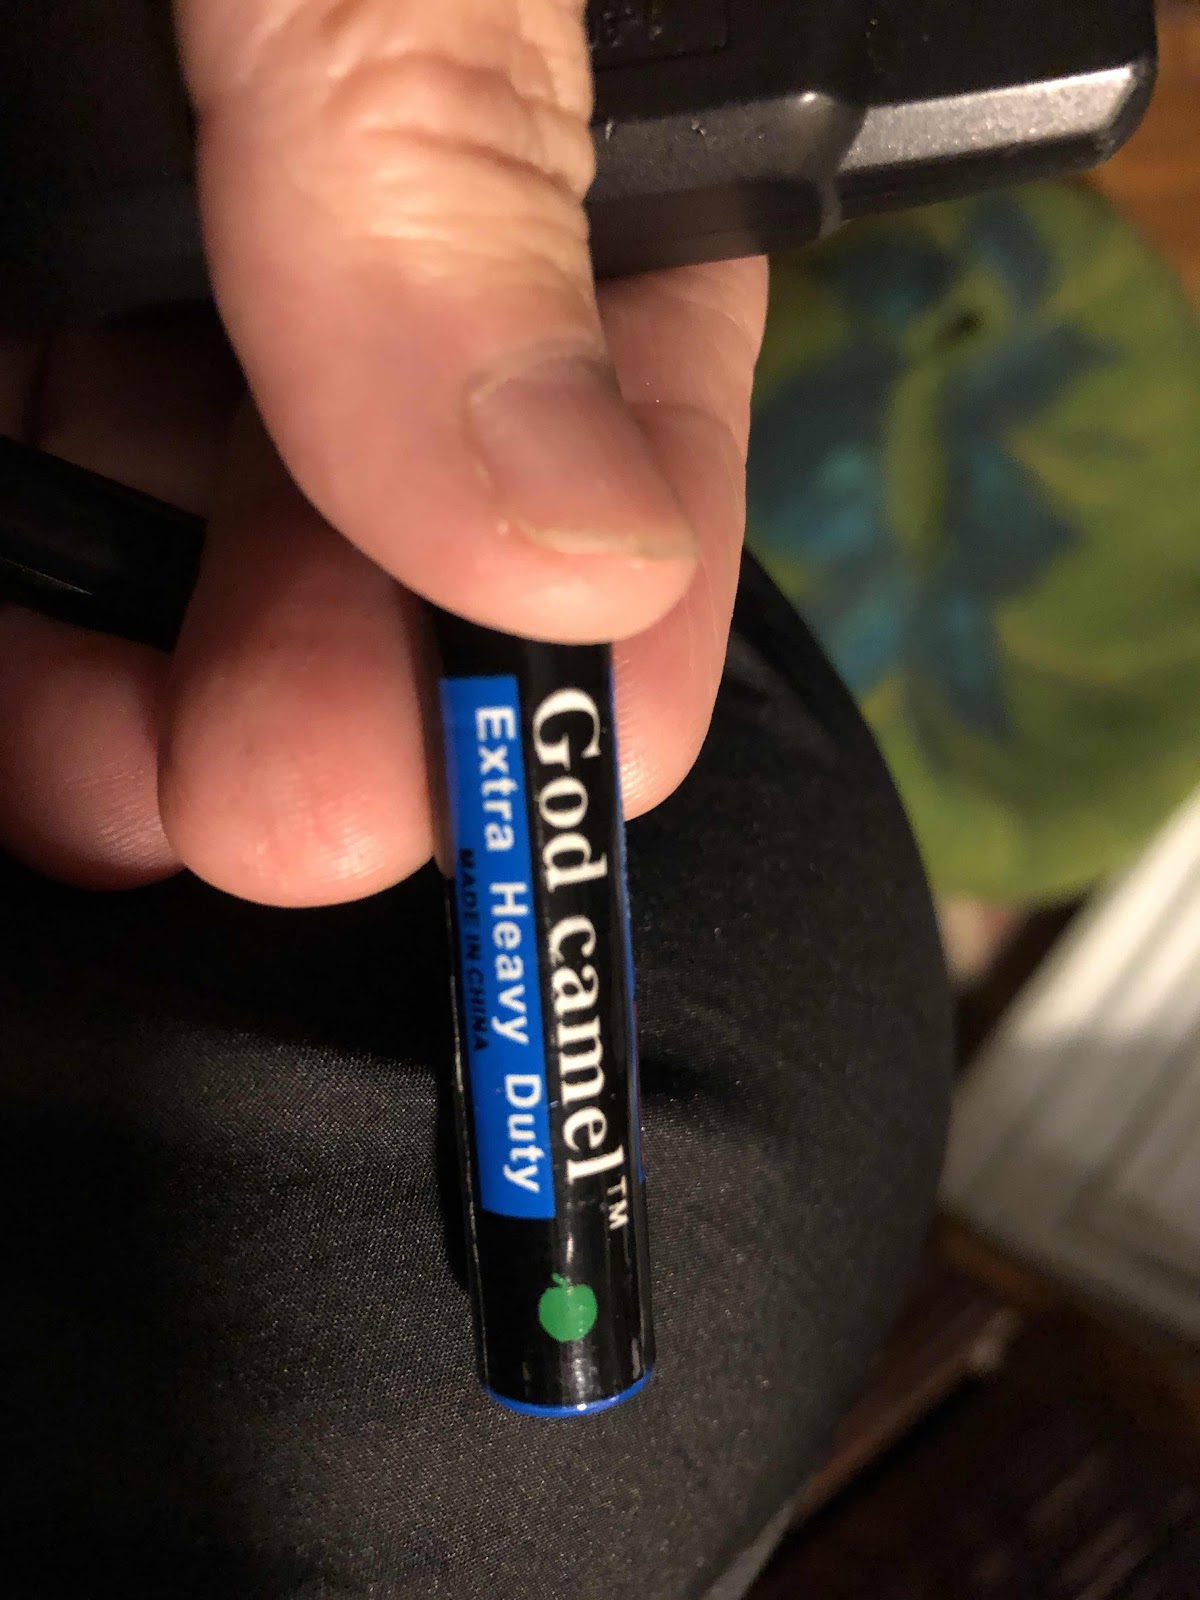 God camel™
Extra Heavy Duty
MADE IN CHINA